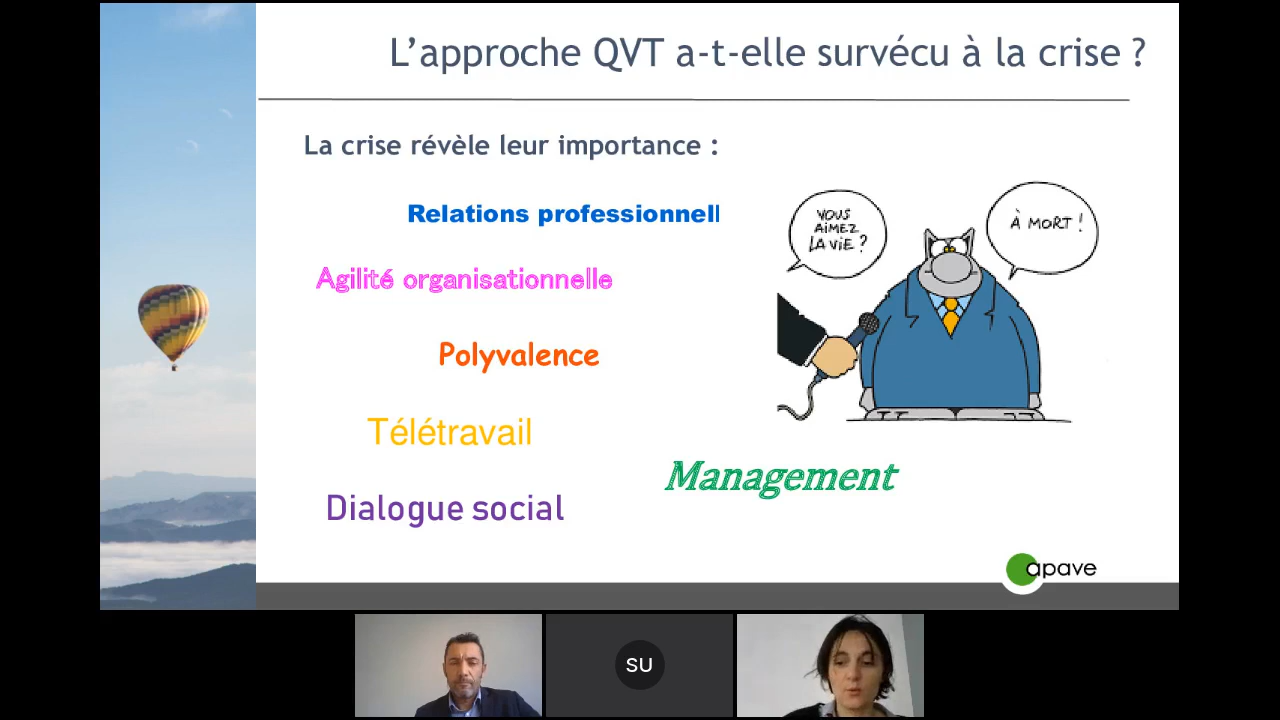 L’approche QVT a-t-elle survécu à la crise ?
La crise révèle leur importance :
Relations professionnell
VOUS
AIMEZ
LA VIE ?
À MORT !
Agilité organisationnelle
Polyvalence
Télétravail
Management
Dialogue social
apave
SU